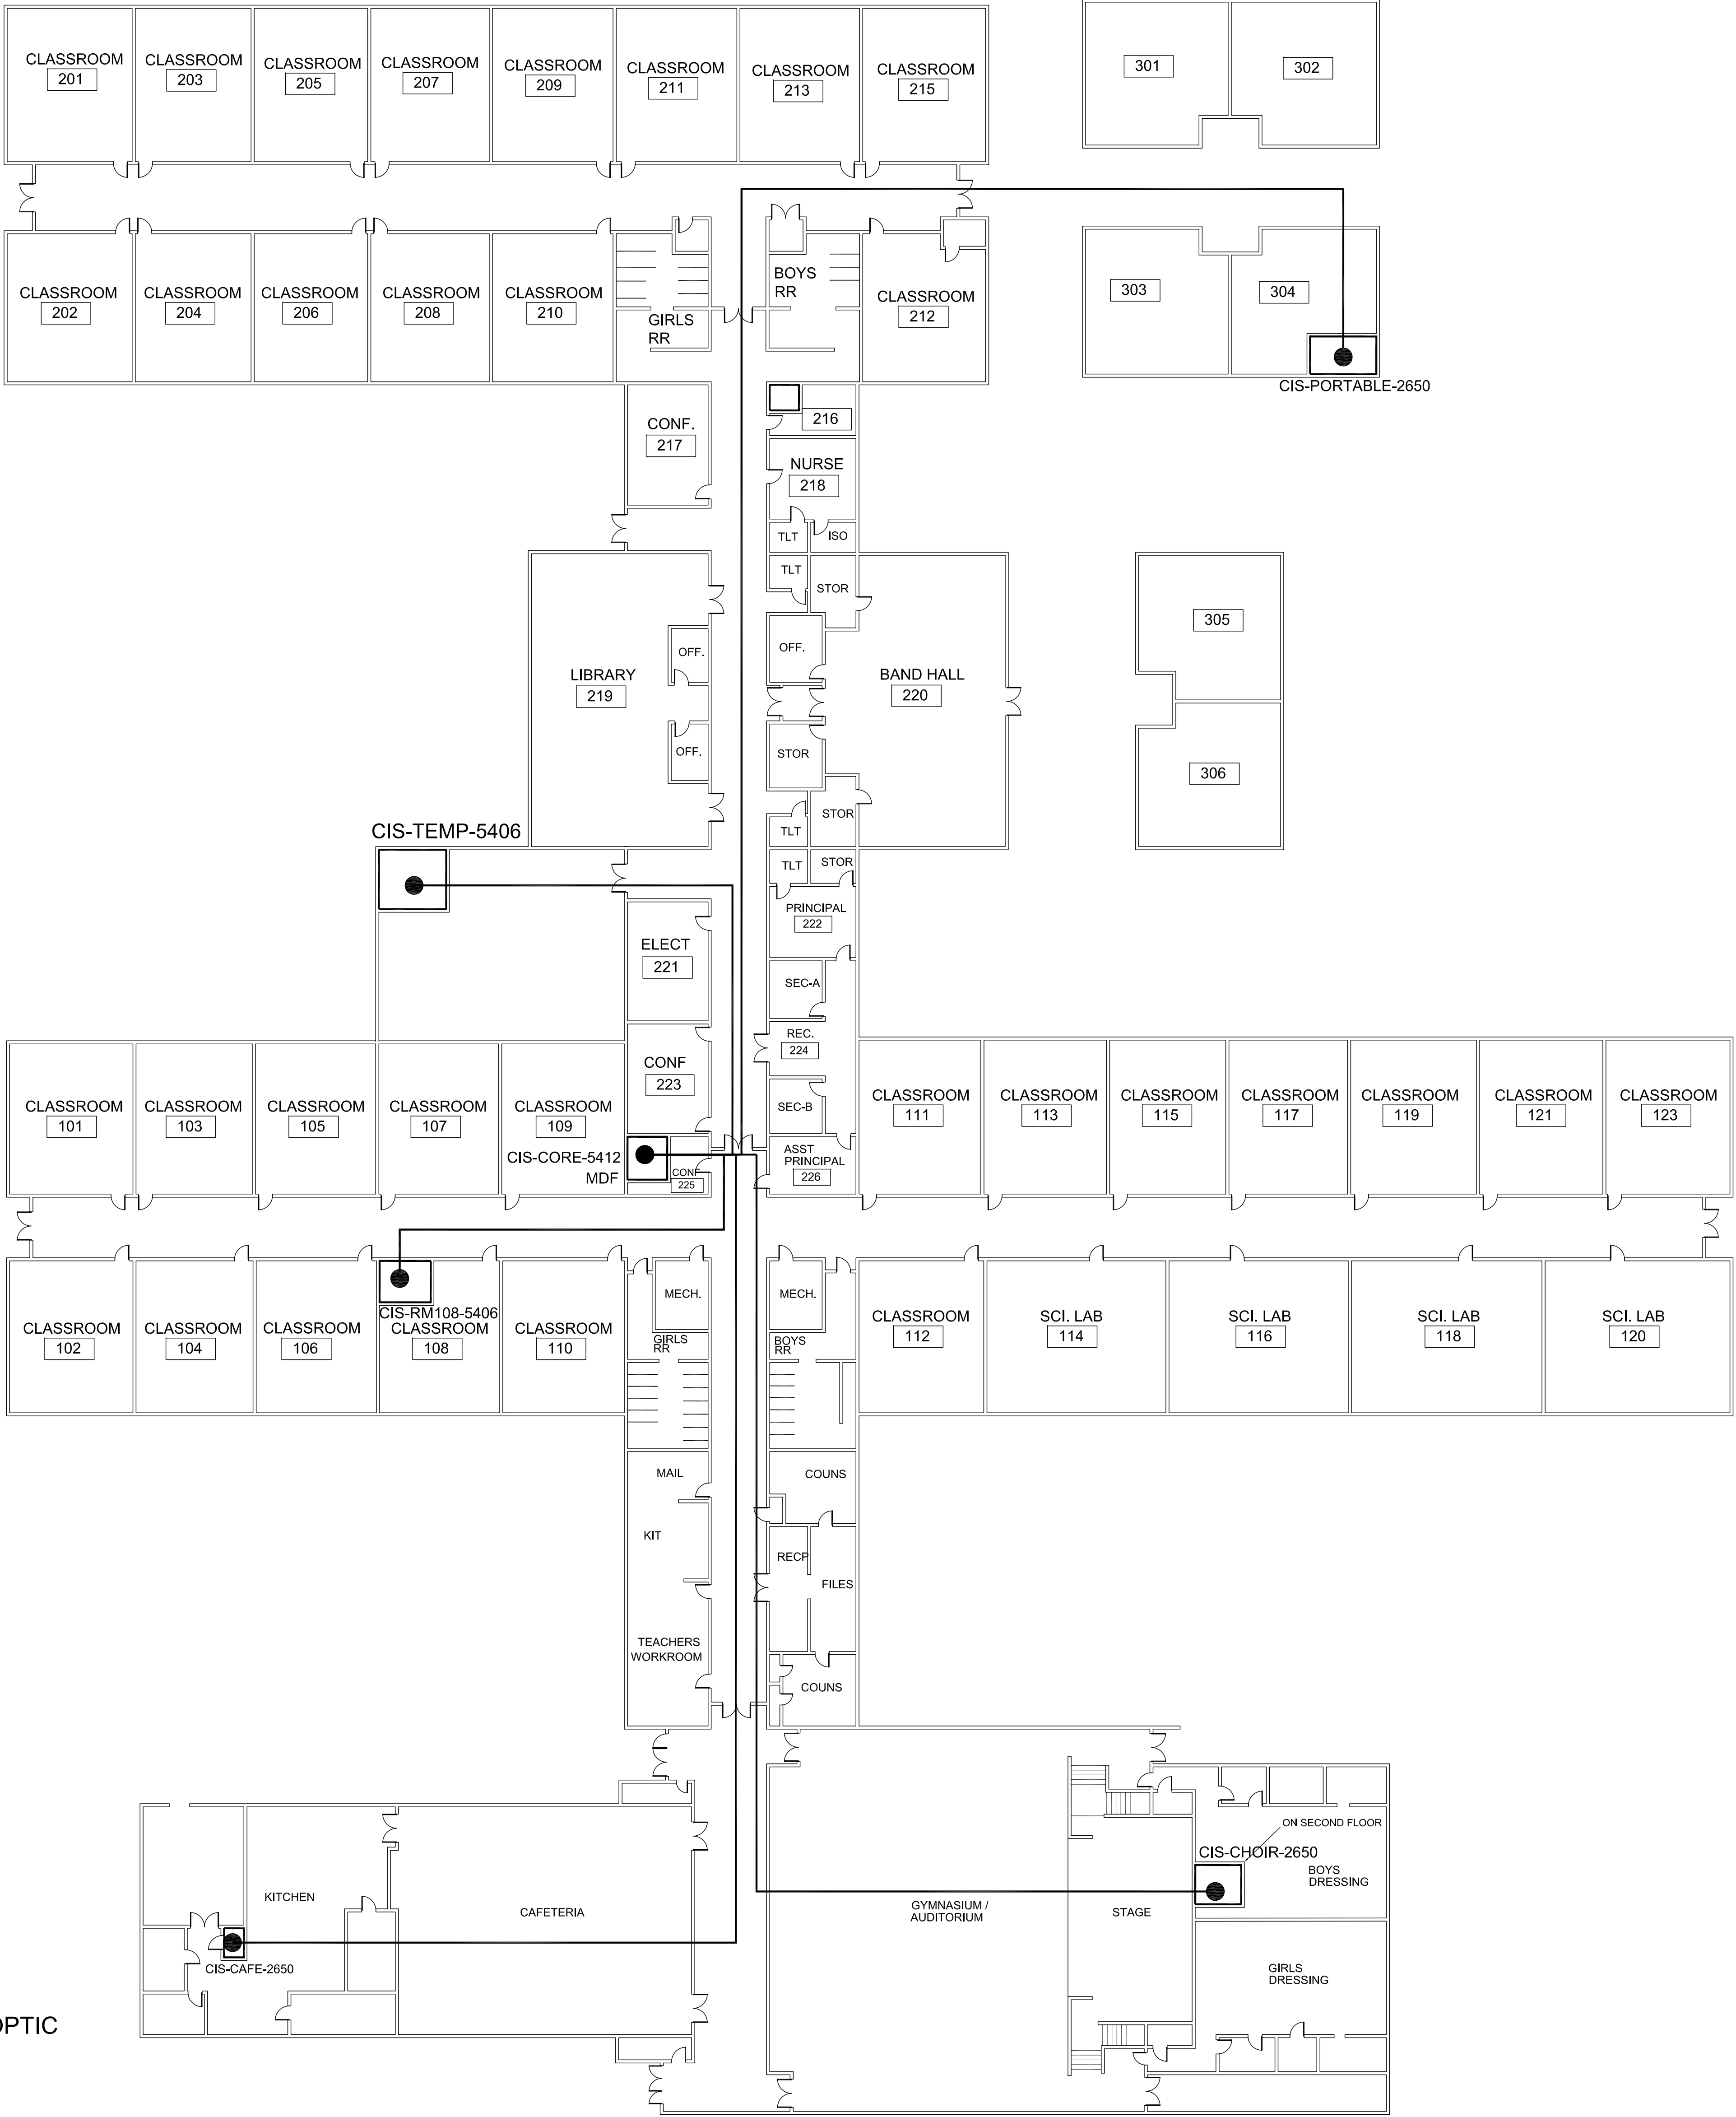 CLASSROOM
201
CLASSROOM
203
CLASSROOM
205
CLASSROOM
207
CLASSROOM
209
CLASSROOM
211
CLASSROOM
213
CLASSROOM
215
301
302
CLASSROOM
202
CLASSROOM
204
CLASSROOM
206
CLASSROOM
208
CLASSROOM
210
GIRLS
RR
BOYS
RR
CLASSROOM
212
303
304
CIS-PORTABLE-2650
CONF.
217
216
NURSE
218
TLT
ISO
TLT
STOR
OFF.
OFF.
LIBRARY
219
BAND HALL
220
305
OFF.
STOR
306
STOR
CIS-TEMP-5406
TLT
TLT
STOR
PRINCIPAL
222
ELECT
221
SEC-A
REC.
224
CONF
223
SEC-B
CLASSROOM
101
CLASSROOM
103
CLASSROOM
105
CLASSROOM
107
CLASSROOM
109
CLASSROOM
111
CLASSROOM
113
CLASSROOM
115
CLASSROOM
117
CLASSROOM
119
CLASSROOM
121
CLASSROOM
123
CIS-CORE-5412
MDF
CONF
225
ASST
PRINCIPAL
226
CIS-RM108-5406
CLASSROOM
102
CLASSROOM
104
CLASSROOM
106
CLASSROOM
108
CLASSROOM
110
MECH.
GIRLS
RR
MECH.
BOYS
RR
CLASSROOM
112
SCI. LAB
114
SCI. LAB
116
SCI. LAB
118
SCI. LAB
120
MAIL
COUNS
KIT
RECP
FILES
TEACHERS
WORKROOM
COUNS
ON SECOND FLOOR
CIS-CHOIR-2650
BOYS
DRESSING
KITCHEN
CAFETERIA
GYMNASIUM /
AUDITORIUM
STAGE
CIS-CAFE-2650
GIRLS
DRESSING
OPTIC